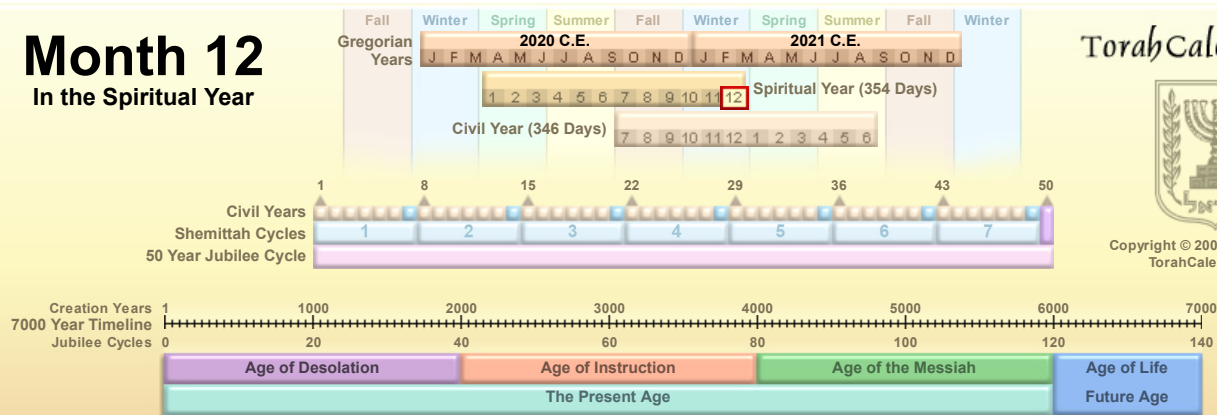 Month 12
In the Spiritual Year
Fall Winter Spring Summer Fall Winter Spring Summer Fall Winter
Gregorian Years
2020 C.E. 2021 C.E.
J F M A M J J A S O N D J F M A M J J A S O N D
1 2 3 4 5 6 7 8 9 10 11 12
Spiritual Year (354 Days)
Civil Year (346 Days)
7 8 9 10 11 12 1 2 3 4 5 6
1 8 15 22 29 36 43 50
Civil Years
Shemittah Cycles 1 2 3 4 5 6 7
50 Year Jubilee Cycle
Creation Years 1 1000 2000 3000 4000 5000 6000 7000
7000 Year Timeline
Jubilee Cycles 0 20 40 60 80 100 120 140
Age of Desolation Age of Instruction Age of the Messiah Age of Life
The Present Age Future Age
TorahCale
Copyright © 200
TorahCale